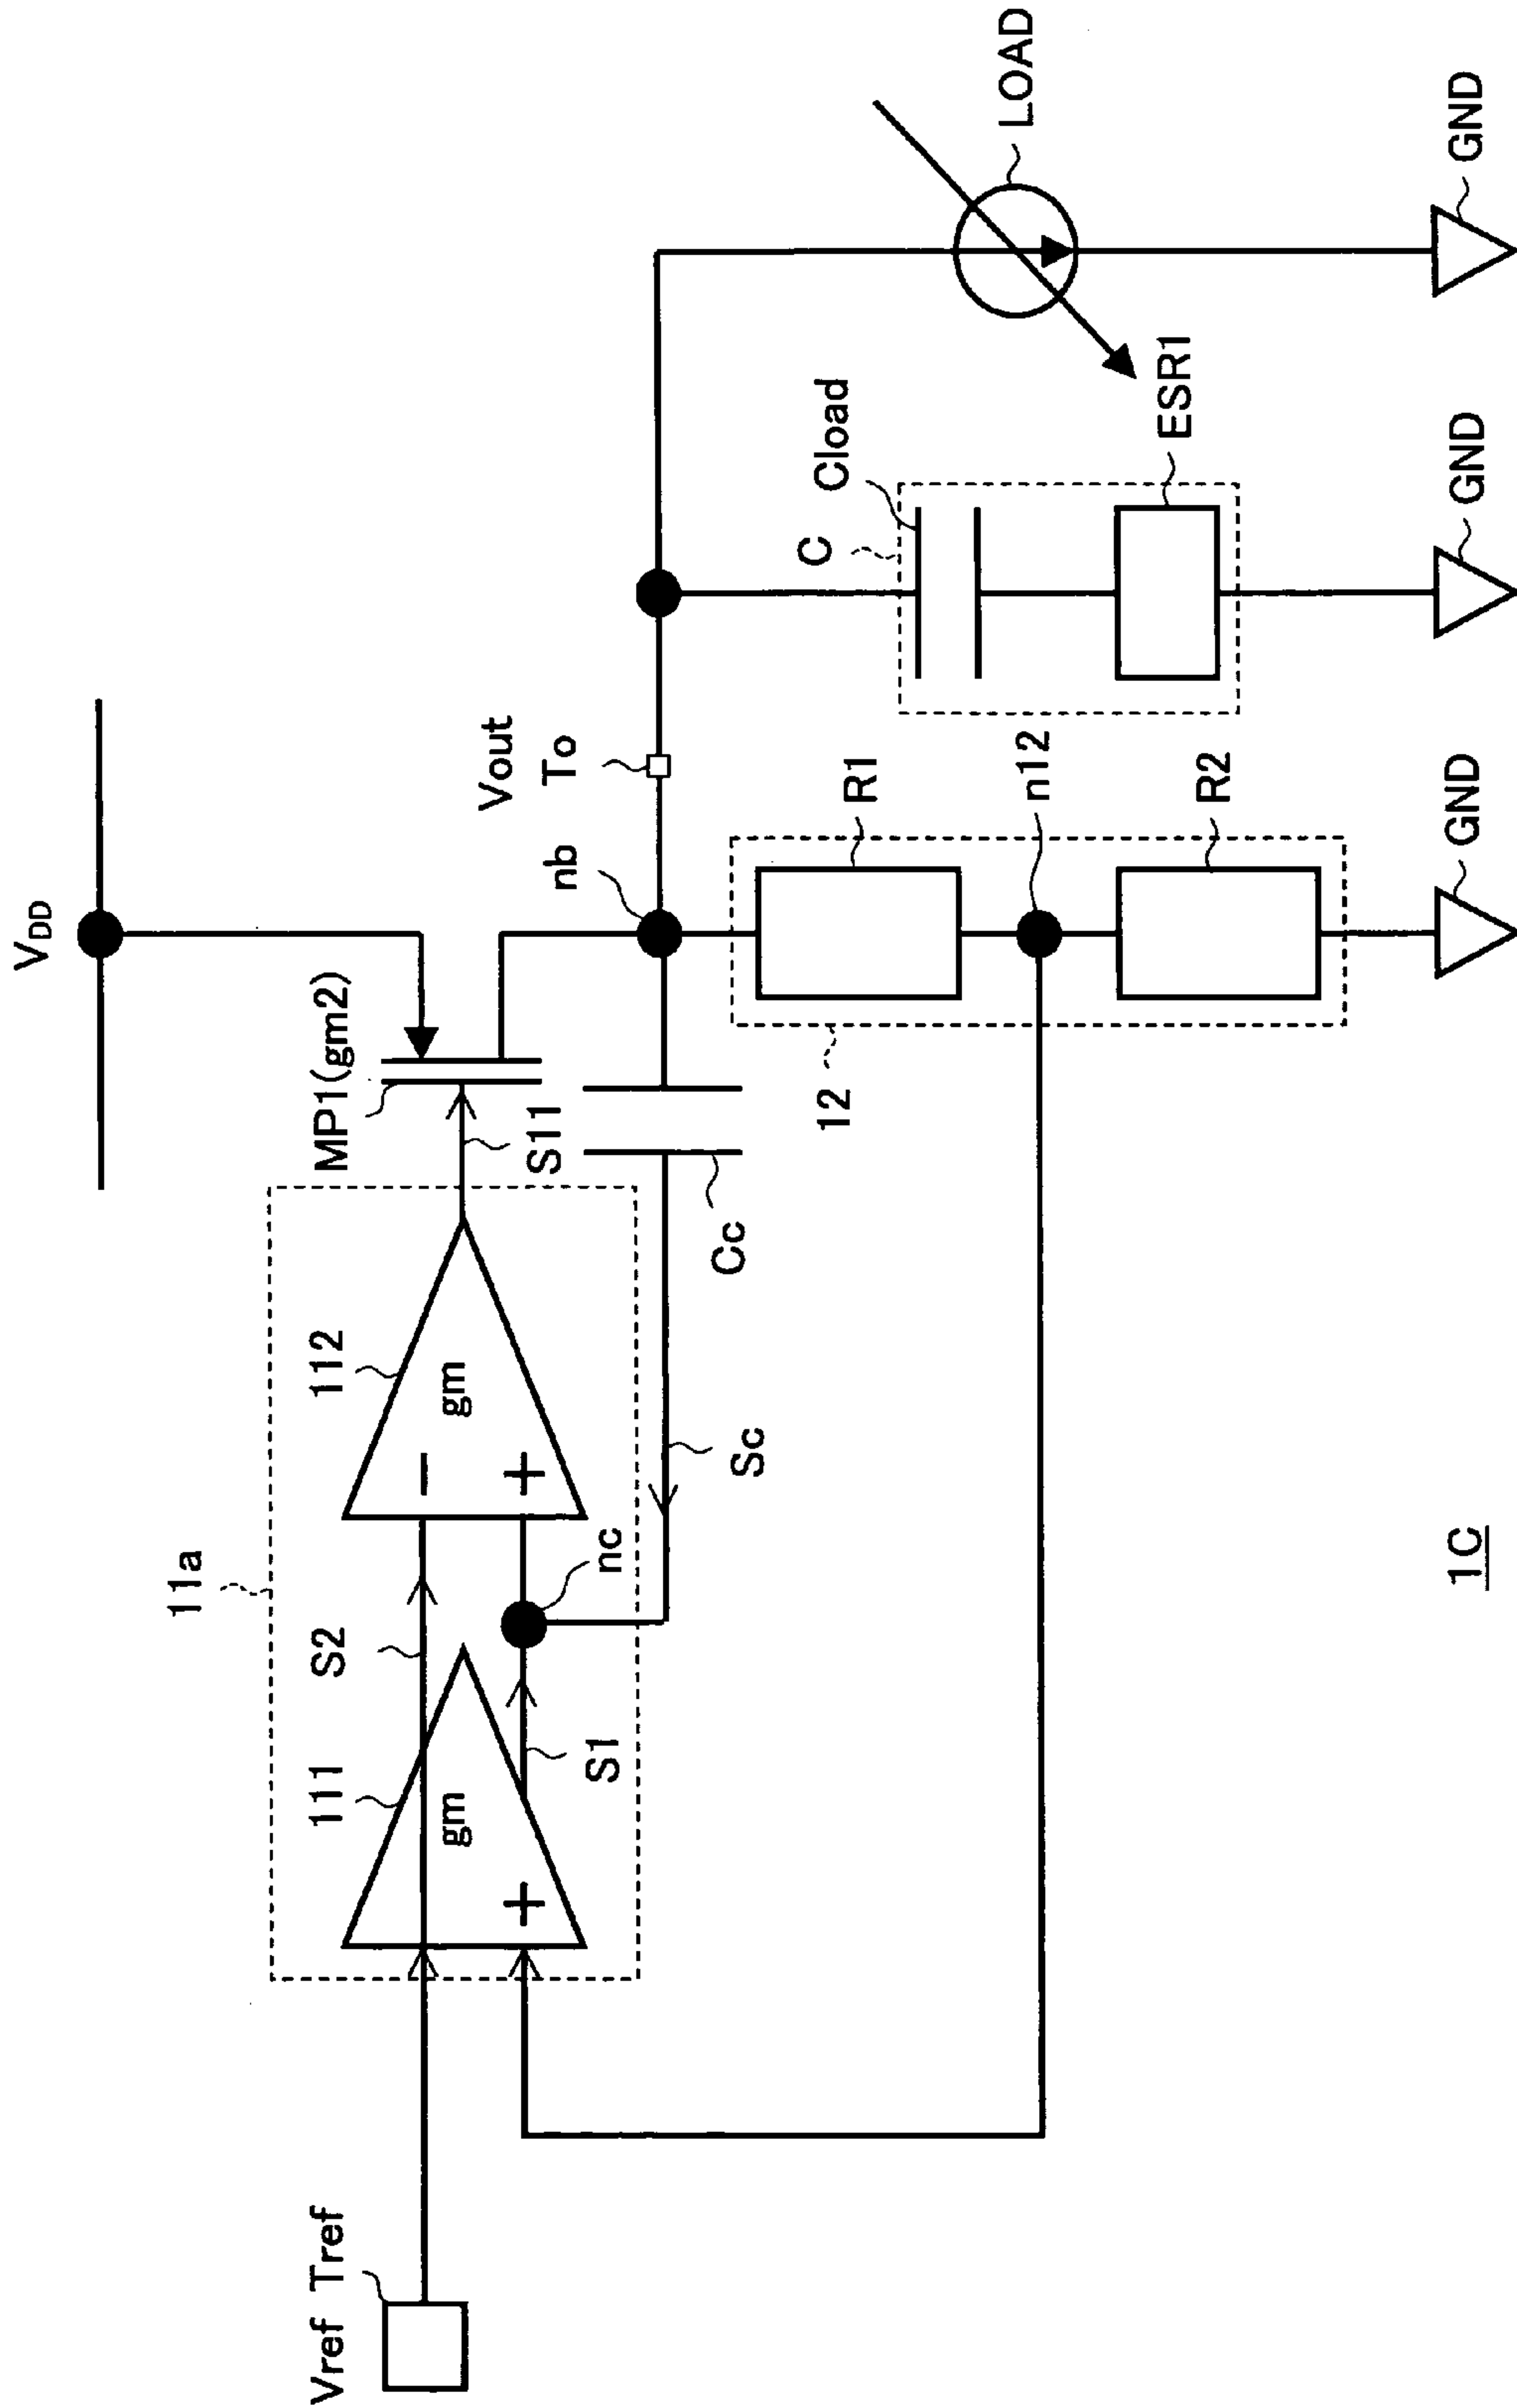 VDD
Vref Tref
11a
111
S2
112
MP1(gm2)
gm
gm
−
+
+
S1
nc
S11
Cc
Sc
nb
Vout
To
12
R1
n12
R2
C
Cload
ESR1
LOAD
GND
GND
GND
1C